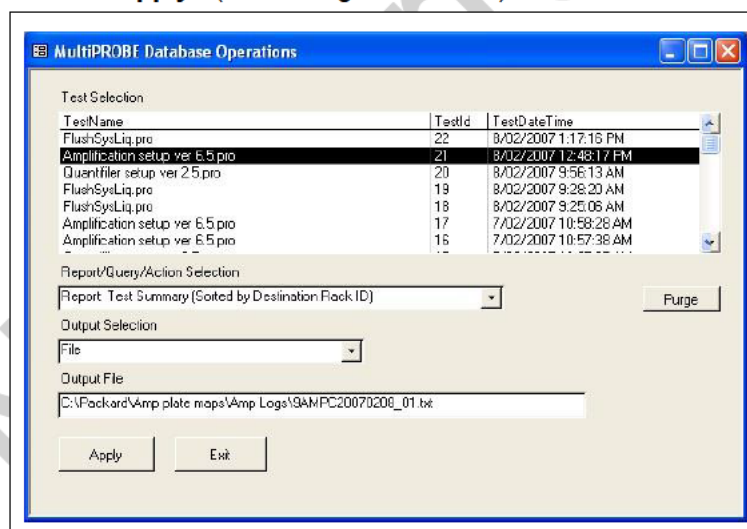 MultiPROBE Database Operations
Test Selection
TestName TestId TestDateTime
FlushSysLiq.pro 22 8/02/2007 1:17:16 PM
Amplification setup ver 6.5.pro 21 8/02/2007 12:48:17 PM
Quantfiler setup ver 2.5.pro 20 8/02/2007 9:56:13 AM
FlushSysLiq.pro 19 8/02/2007 9:28:20 AM
FlushSysLiq.pro 18 8/02/2007 9:25:06 AM
Amplification setup ver 6.5.pro 17 7/02/2007 10:58:28 AM
Amplification setup ver 6.5.pro 16 7/02/2007 10:57:38 AM
Report/Query/Action Selection
Report: Test Summary (Sorted by Destination Rack ID)
Purge
Output Selection
File
Output File
C:\Packard\Amp plate maps\Amp Logs\9AMPC20070208_01.txt
Apply Exit